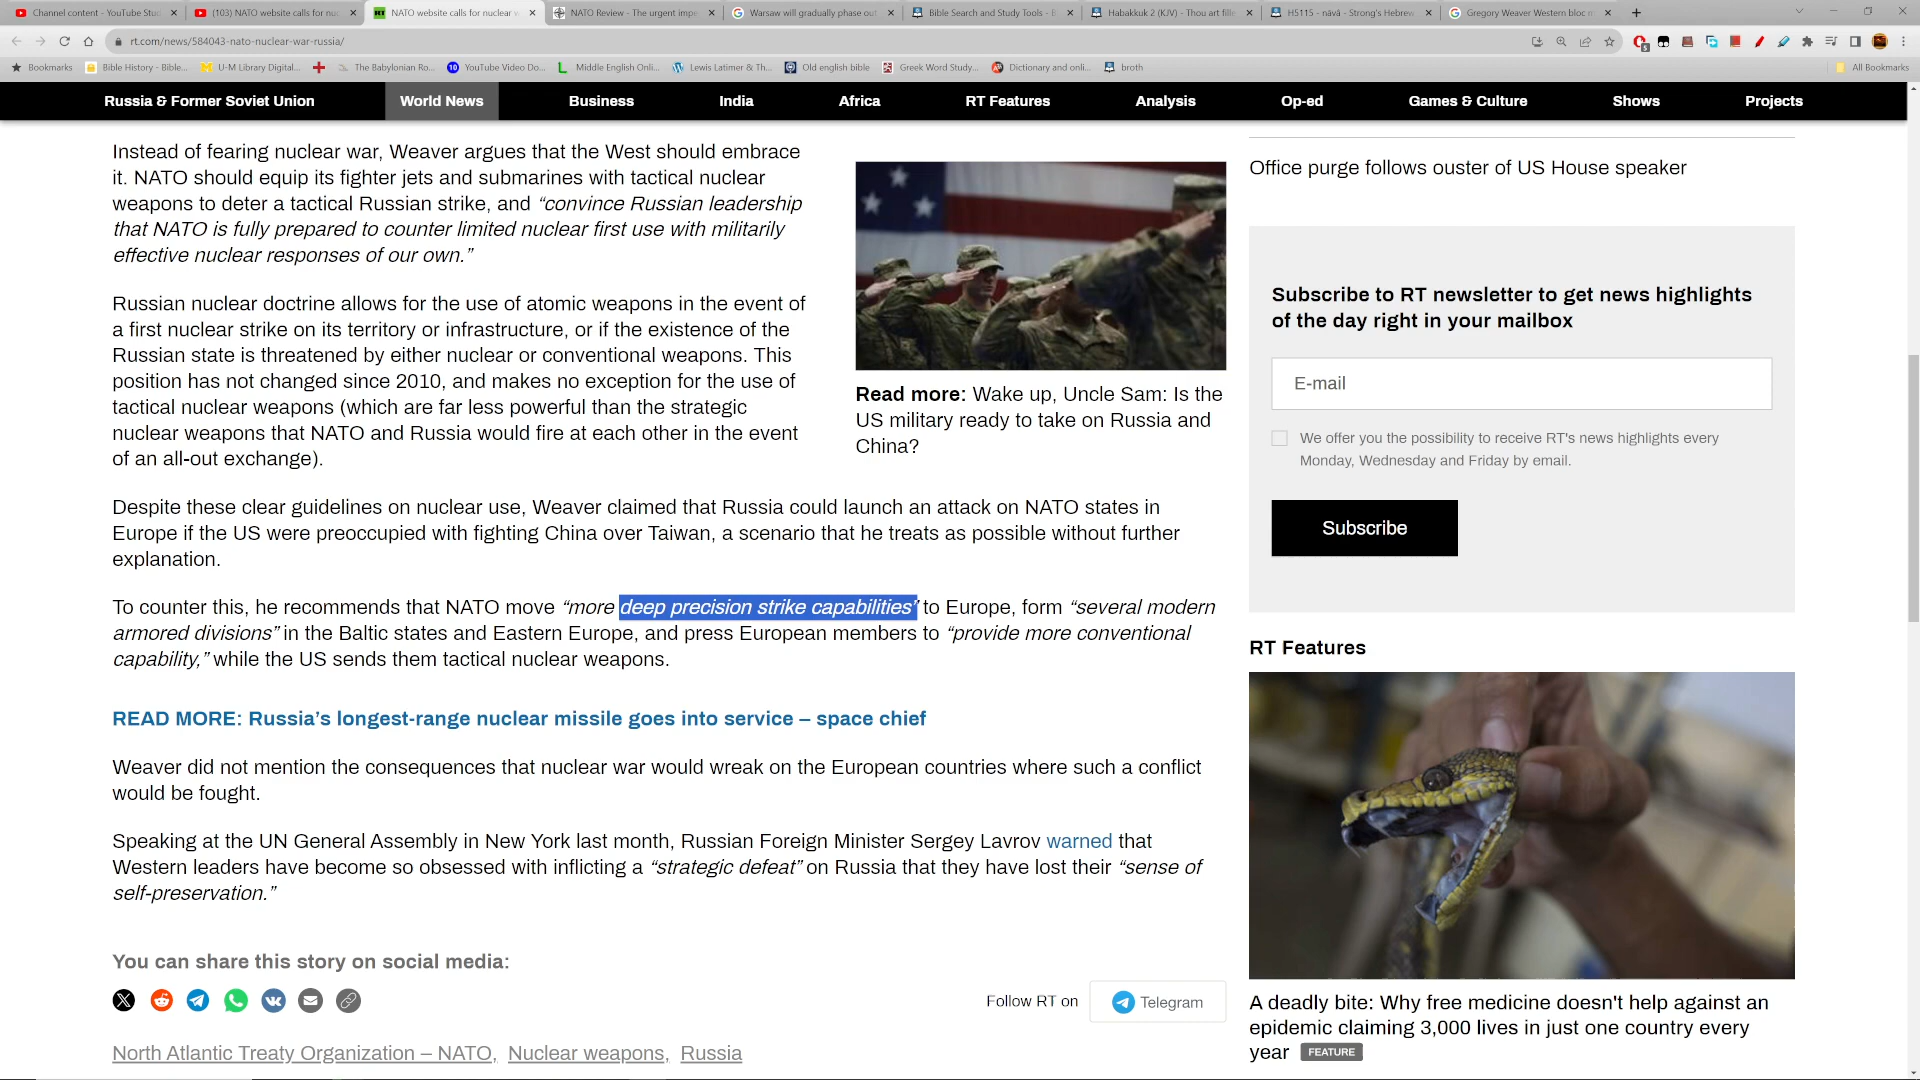 Channel content - YouTube Stud
(103) NATO website calls for nuc
NATO website calls for nuclear w
NATO Review - The urgent impe
Warsaw will gradually phase out
Bible Search and Study Tools - B
Habakkuk 2 (KJV) - Thou art fille
H5115 - nāvâ - Strong's Hebrew
Gregory Weaver Western bloc m
rt.com/news/584043-nato-nuclear-war-russia/
Bookmarks
Bible History - Bible...
U-M Library Digital...
The Babylonian Ro...
YouTube Video Do...
Middle English Onli...
Lewis Latimer & Th...
Old english bible
Greek Word Study...
Dictionary and onli...
broth
All Bookmarks
Russia & Former Soviet Union
World News
Business
India
Africa
RT Features
Analysis
Op-ed
Games & Culture
Shows
Projects
Instead of fearing nuclear war, Weaver argues that the West should embrace
it. NATO should equip its fighter jets and submarines with tactical nuclear
weapons to deter a tactical Russian strike, and “convince Russian leadership
that NATO is fully prepared to counter limited nuclear first use with militarily
effective nuclear responses of our own.”
Russian nuclear doctrine allows for the use of atomic weapons in the event of
a first nuclear strike on its territory or infrastructure, or if the existence of the
Russian state is threatened by either nuclear or conventional weapons. This
position has not changed since 2010, and makes no exception for the use of
tactical nuclear weapons (which are far less powerful than the strategic
nuclear weapons that NATO and Russia would fire at each other in the event
of an all-out exchange).
Read more: Wake up, Uncle Sam: Is the
US military ready to take on Russia and
China?
Despite these clear guidelines on nuclear use, Weaver claimed that Russia could launch an attack on NATO states in
Europe if the US were preoccupied with fighting China over Taiwan, a scenario that he treats as possible without further
explanation.
To counter this, he recommends that NATO move “more deep precision strike capabilities” to Europe, form “several modern
armored divisions” in the Baltic states and Eastern Europe, and press European members to “provide more conventional
capability,” while the US sends them tactical nuclear weapons.
READ MORE: Russia’s longest-range nuclear missile goes into service – space chief
Weaver did not mention the consequences that nuclear war would wreak on the European countries where such a conflict
would be fought.
Speaking at the UN General Assembly in New York last month, Russian Foreign Minister Sergey Lavrov warned that
Western leaders have become so obsessed with inflicting a “strategic defeat” on Russia that they have lost their “sense of
self-preservation.”
You can share this story on social media:
Follow RT on
Telegram
North Atlantic Treaty Organization – NATO, Nuclear weapons, Russia
Office purge follows ouster of US House speaker
Subscribe to RT newsletter to get news highlights
of the day right in your mailbox
E-mail
We offer you the possibility to receive RT's news highlights every
Monday, Wednesday and Friday by email.
Subscribe
RT Features
A deadly bite: Why free medicine doesn't help against an
epidemic claiming 3,000 lives in just one country every
year FEATURE